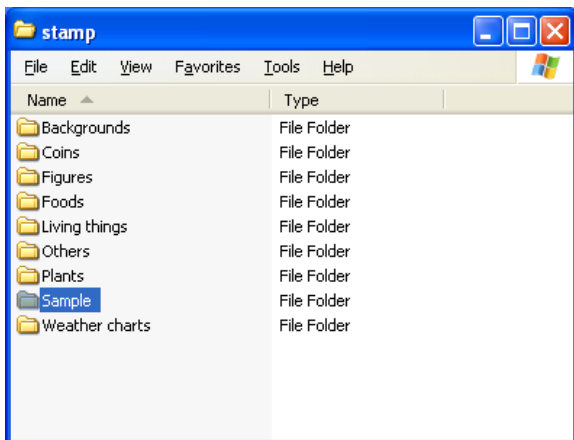 stamp
File Edit View Favorites Tools Help
Name Type
Backgrounds File Folder
Coins File Folder
Figures File Folder
Foods File Folder
Living things File Folder
Others File Folder
Plants File Folder
Sample File Folder
Weather charts File Folder